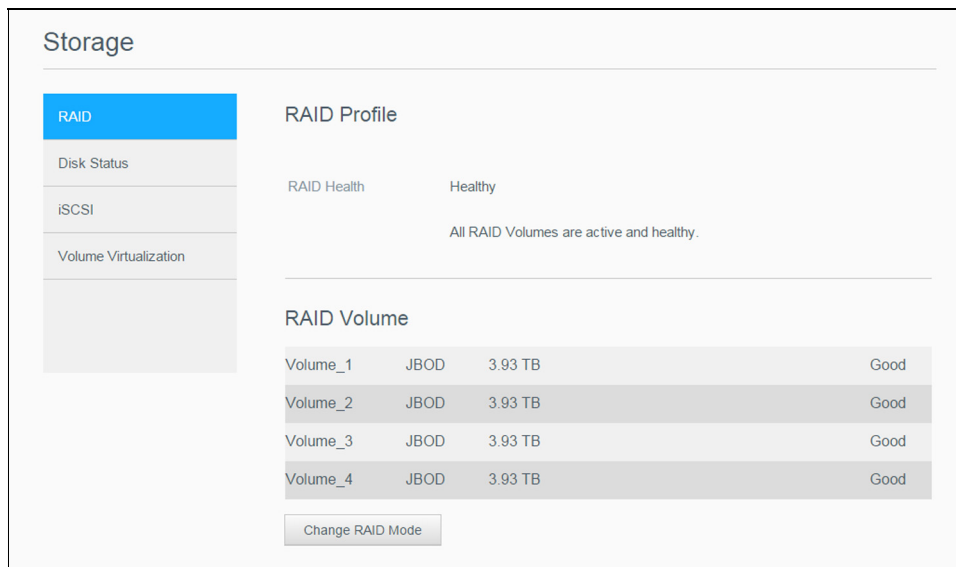 Storage
RAID
Disk Status
iSCSI
Volume Virtualization
RAID Profile
RAID Health Healthy
All RAID Volumes are active and healthy.
RAID Volume
Volume_1 JBOD 3.93 TB Good
Volume_2 JBOD 3.93 TB Good
Volume_3 JBOD 3.93 TB Good
Volume_4 JBOD 3.93 TB Good
Change RAID Mode